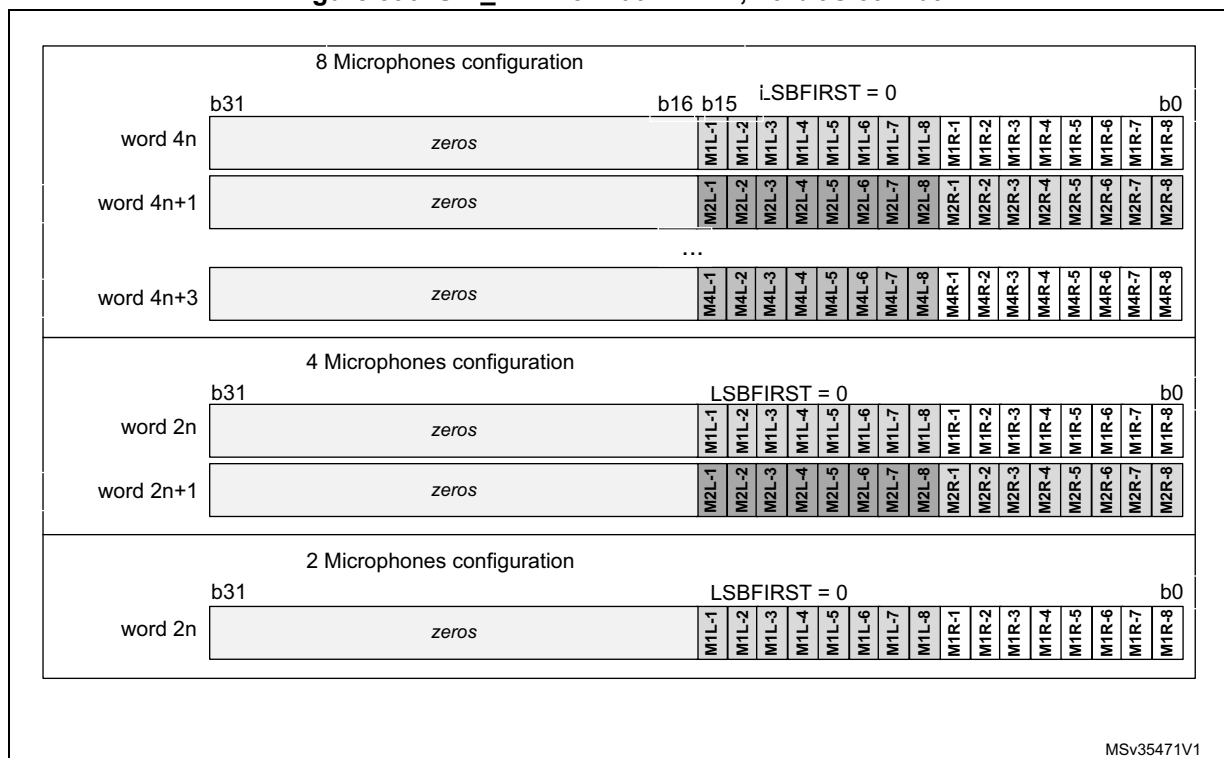 8 Microphones configuration
b31 b16 b15 LSBFIRST = 0 b0
word 4n zeros M1L-1 M1L-2 M1L-3 M1L-4 M1L-5 M1L-6 M1L-7 M1L-8 M1R-1 M1R-2 M1R-3 M1R-4 M1R-5 M1R-6 M1R-7 M1R-8
word 4n+1 zeros M2L-1 M2L-2 M2L-3 M2L-4 M2L-5 M2L-6 M2L-7 M2L-8 M2R-1 M2R-2 M2R-3 M2R-4 M2R-5 M2R-6 M2R-7 M2R-8
...
word 4n+3 zeros M4L-1 M4L-2 M4L-3 M4L-4 M4L-5 M4L-6 M4L-7 M4L-8 M4R-1 M4R-2 M4R-3 M4R-4 M4R-5 M4R-6 M4R-7 M4R-8
4 Microphones configuration
b31 LSBFIRST = 0 b0
word 2n zeros M1L-1 M1L-2 M1L-3 M1L-4 M1L-5 M1L-6 M1L-7 M1L-8 M1R-1 M1R-2 M1R-3 M1R-4 M1R-5 M1R-6 M1R-7 M1R-8
word 2n+1 zeros M2L-1 M2L-2 M2L-3 M2L-4 M2L-5 M2L-6 M2L-7 M2L-8 M2R-1 M2R-2 M2R-3 M2R-4 M2R-5 M2R-6 M2R-7 M2R-8
2 Microphones configuration
b31 LSBFIRST = 0 b0
word 2n zeros M1L-1 M1L-2 M1L-3 M1L-4 M1L-5 M1L-6 M1L-7 M1L-8 M1R-1 M1R-2 M1R-3 M1R-4 M1R-5 M1R-6 M1R-7 M1R-8
MSv35471V1